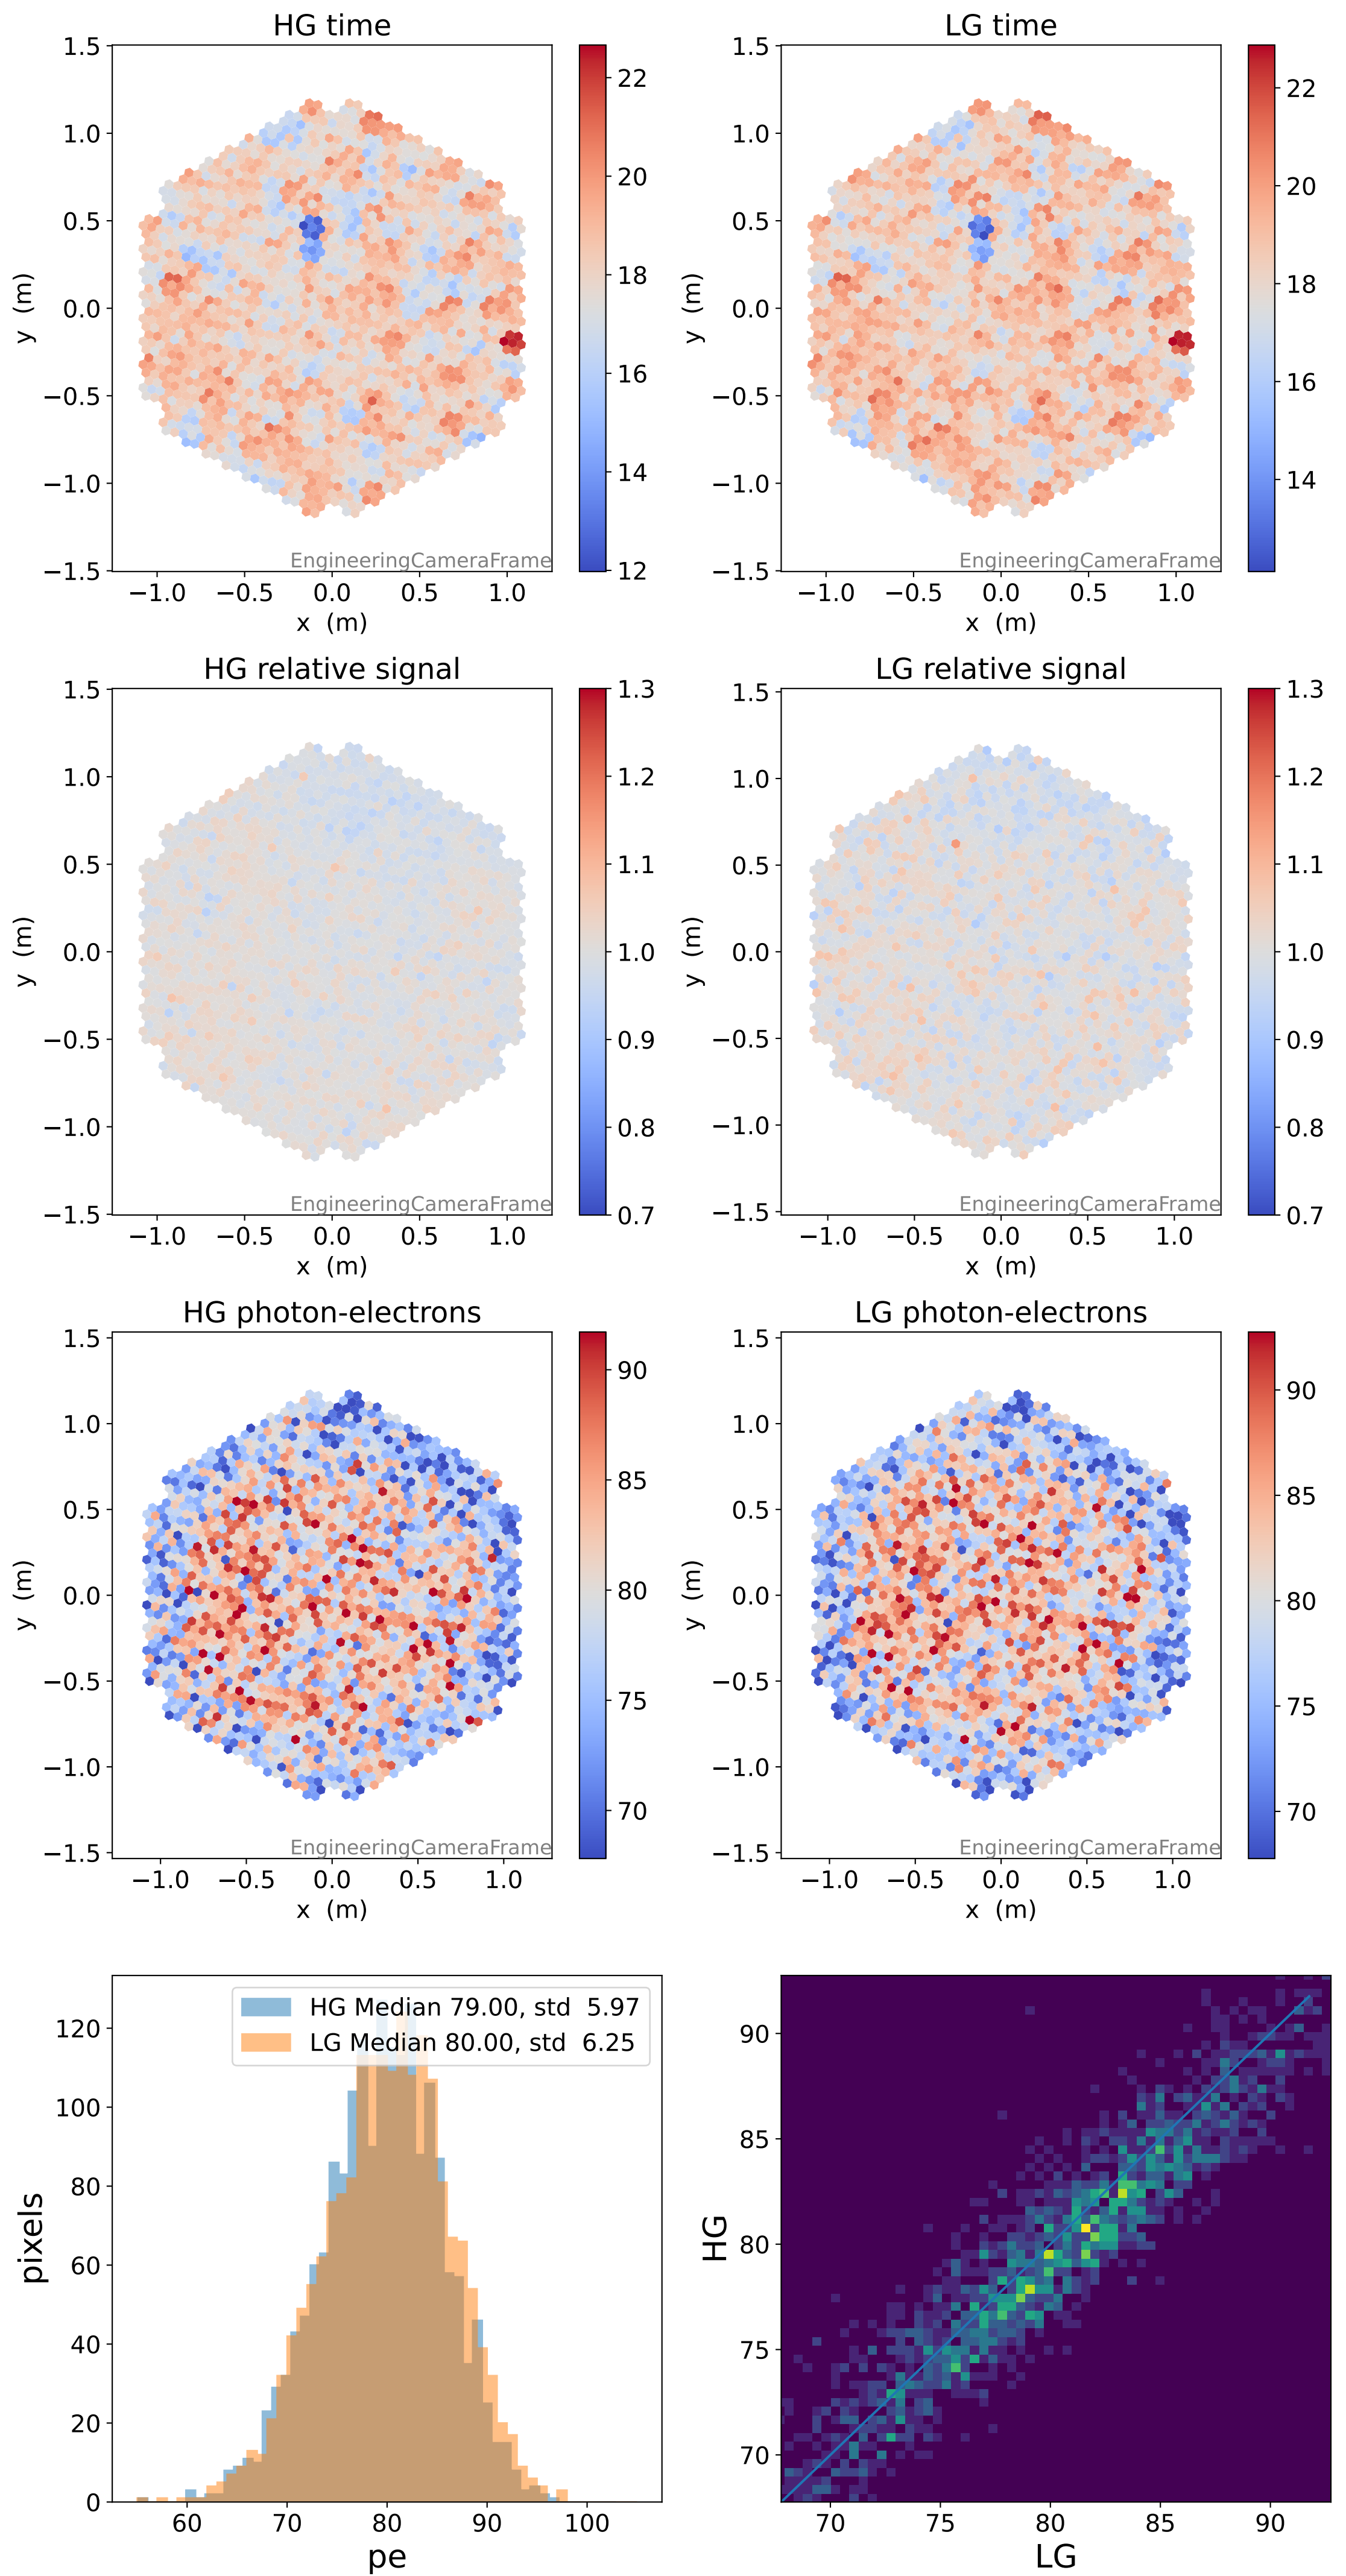 HG time
LG time
1.5
1.0
0.5
0.0
−0.5
−1.0
−1.5
y (m)
−1.0 −0.5 0.0 0.5 1.0
x (m)
EngineeringCameraFrame
22
20
18
16
14
12
1.5
1.0
0.5
0.0
−0.5
−1.0
−1.5
y (m)
−1.0 −0.5 0.0 0.5 1.0
x (m)
EngineeringCameraFrame
22
20
18
16
14
HG relative signal
LG relative signal
1.5
1.0
0.5
0.0
−0.5
−1.0
−1.5
y (m)
−1.0 −0.5 0.0 0.5 1.0
x (m)
EngineeringCameraFrame
1.3
1.2
1.1
1.0
0.9
0.8
0.7
1.5
1.0
0.5
0.0
−0.5
−1.0
−1.5
y (m)
−1.0 −0.5 0.0 0.5 1.0
x (m)
EngineeringCameraFrame
1.3
1.2
1.1
1.0
0.9
0.8
0.7
HG photon-electrons
LG photon-electrons
1.5
1.0
0.5
0.0
−0.5
−1.0
−1.5
y (m)
−1.0 −0.5 0.0 0.5 1.0
x (m)
EngineeringCameraFrame
90
85
80
75
70
1.5
1.0
0.5
0.0
−0.5
−1.0
−1.5
y (m)
−1.0 −0.5 0.0 0.5 1.0
x (m)
EngineeringCameraFrame
90
85
80
75
70
HG Median 79.00, std 5.97
LG Median 80.00, std 6.25
120
100
80
60
40
20
0
pixels
60 70 80 90 100
pe
90
85
80
75
70
HG
70 75 80 85 90
LG